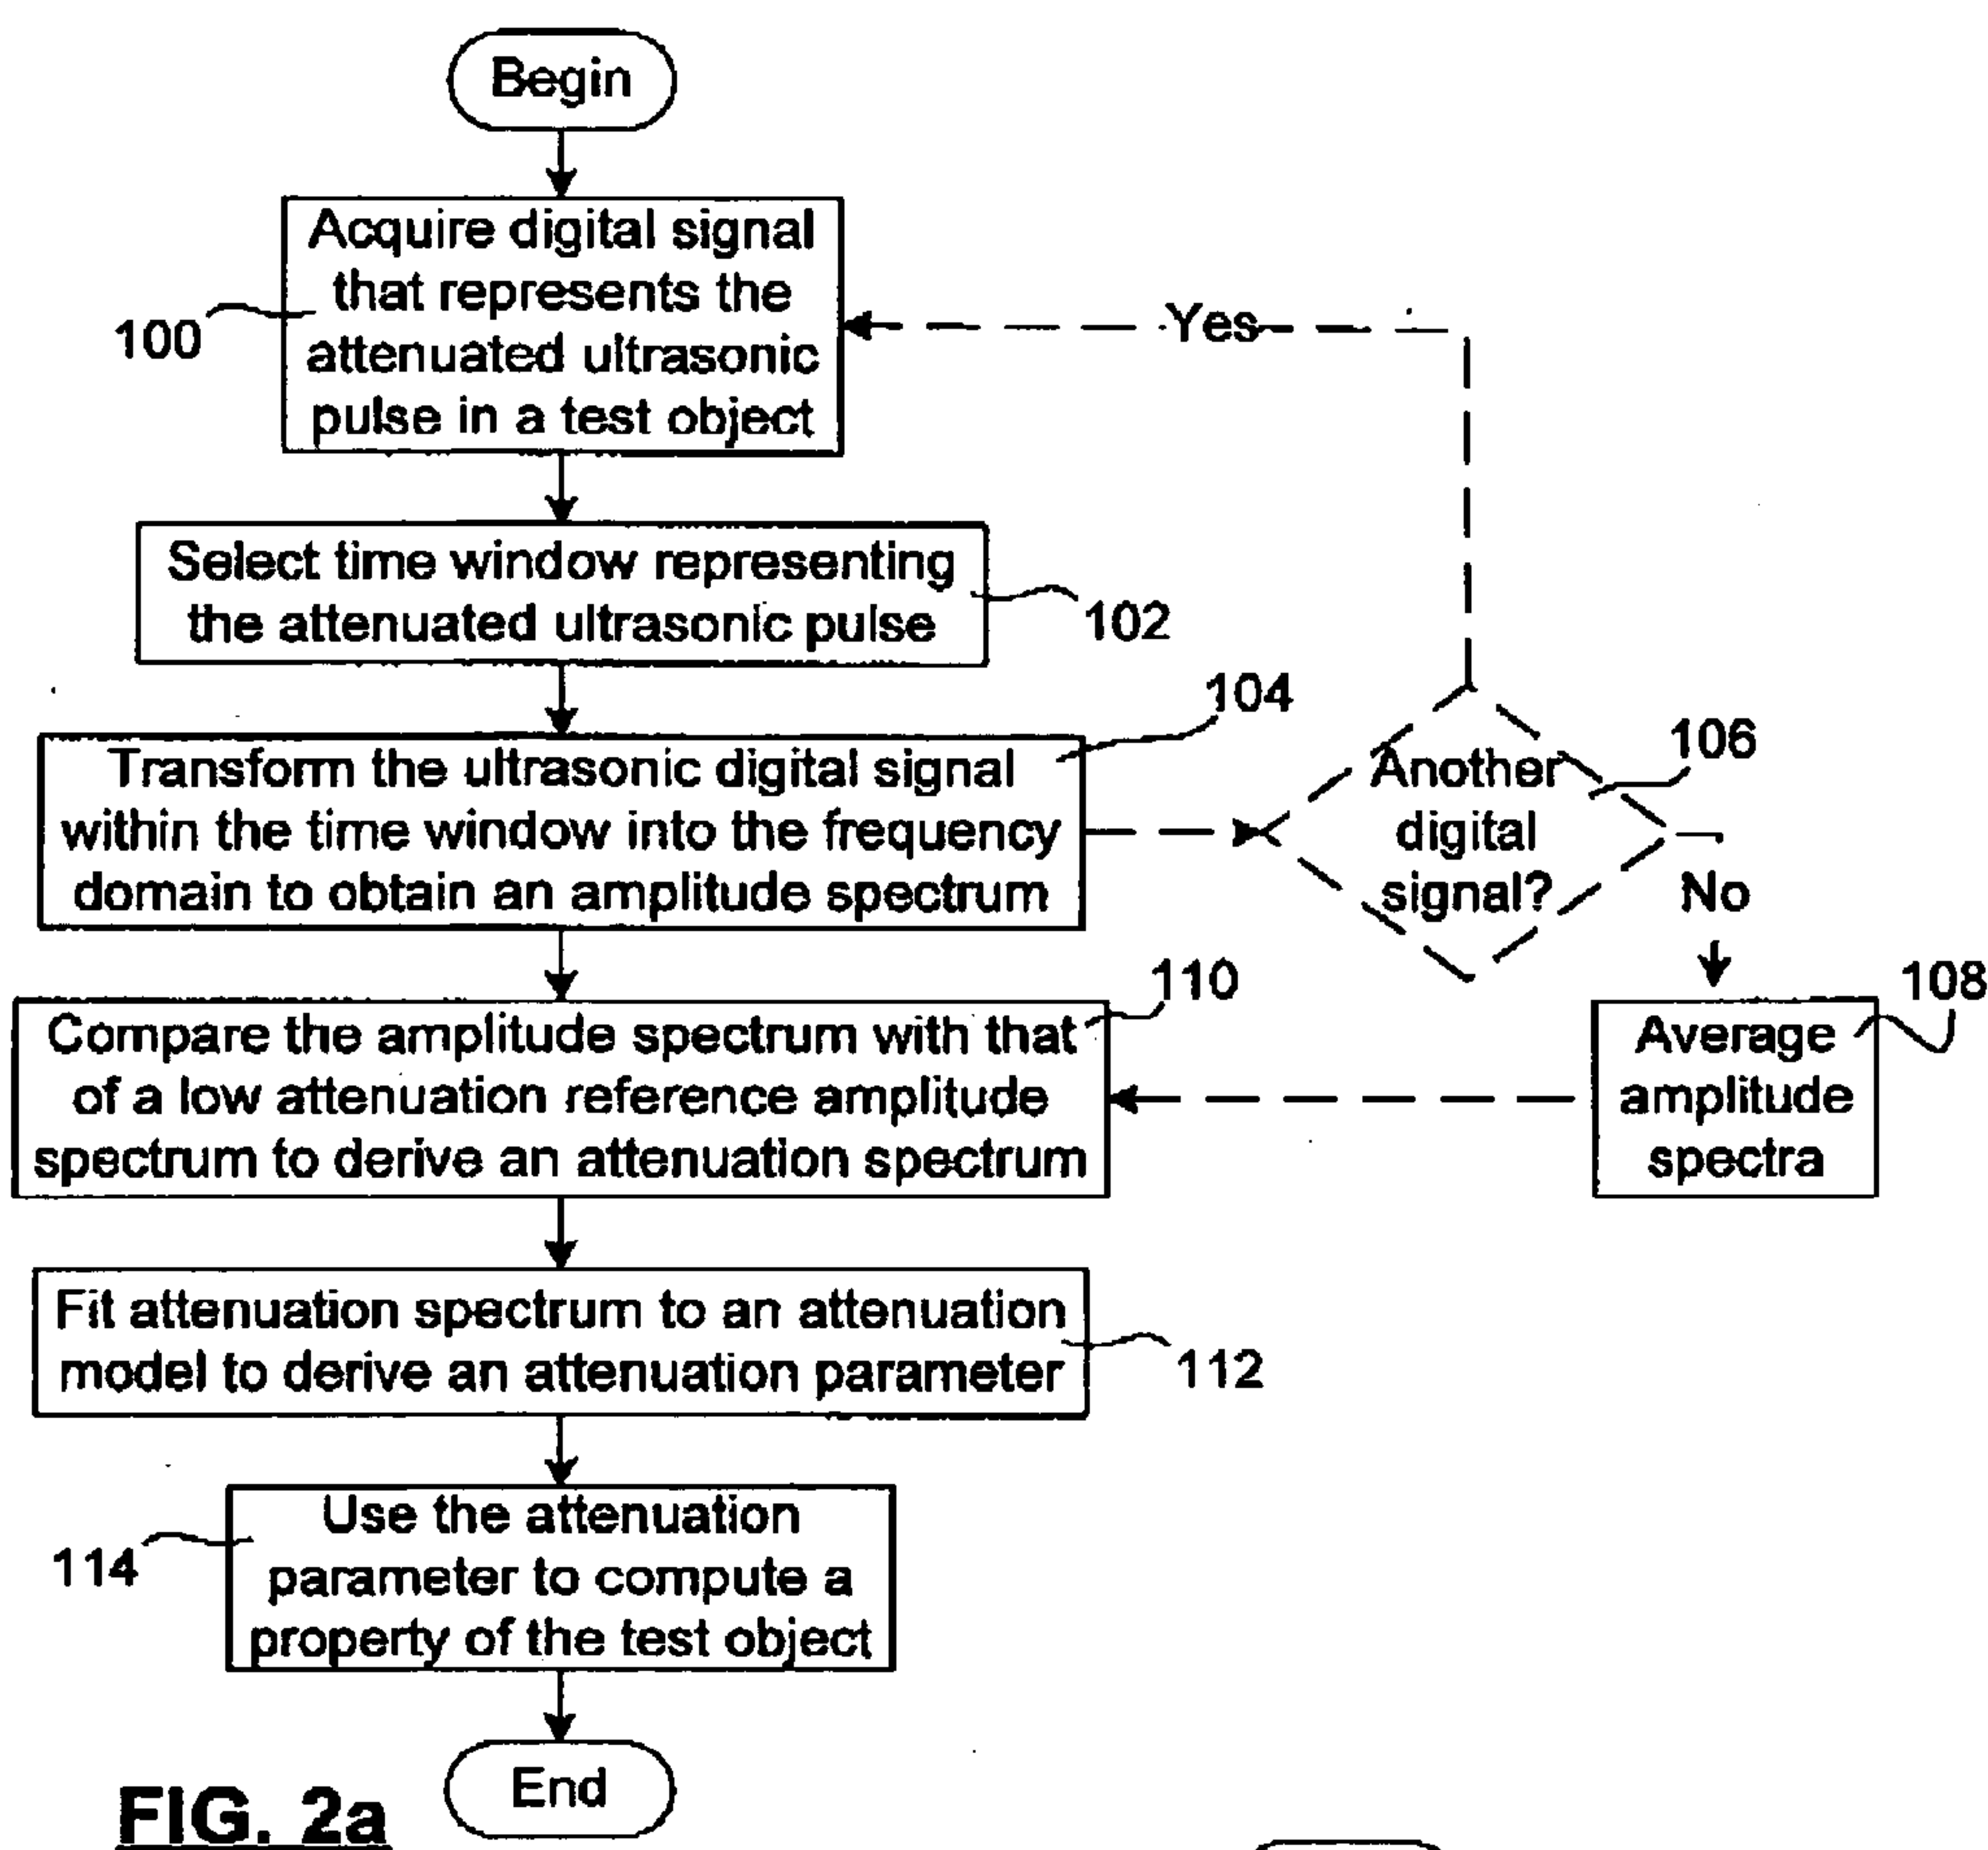 Begin
Acquire digital signal
that represents the
attenuated ultrasonic
pulse in a test object
100
Yes
Select time window representing
the attenuated ultrasonic pulse
102
104
Transform the ultrasonic digital signal
within the time window into the frequency
domain to obtain an amplitude spectrum
106
Another
digital
signal?
No
110
Compare the amplitude spectrum with that
of a low attenuation reference amplitude
spectrum to derive an attenuation spectrum
108
Average
amplitude
spectra
Fit attenuation spectrum to an attenuation
model to derive an attenuation parameter
112
Use the attenuation
parameter to compute a
property of the test object
114
End
FIG. 2a